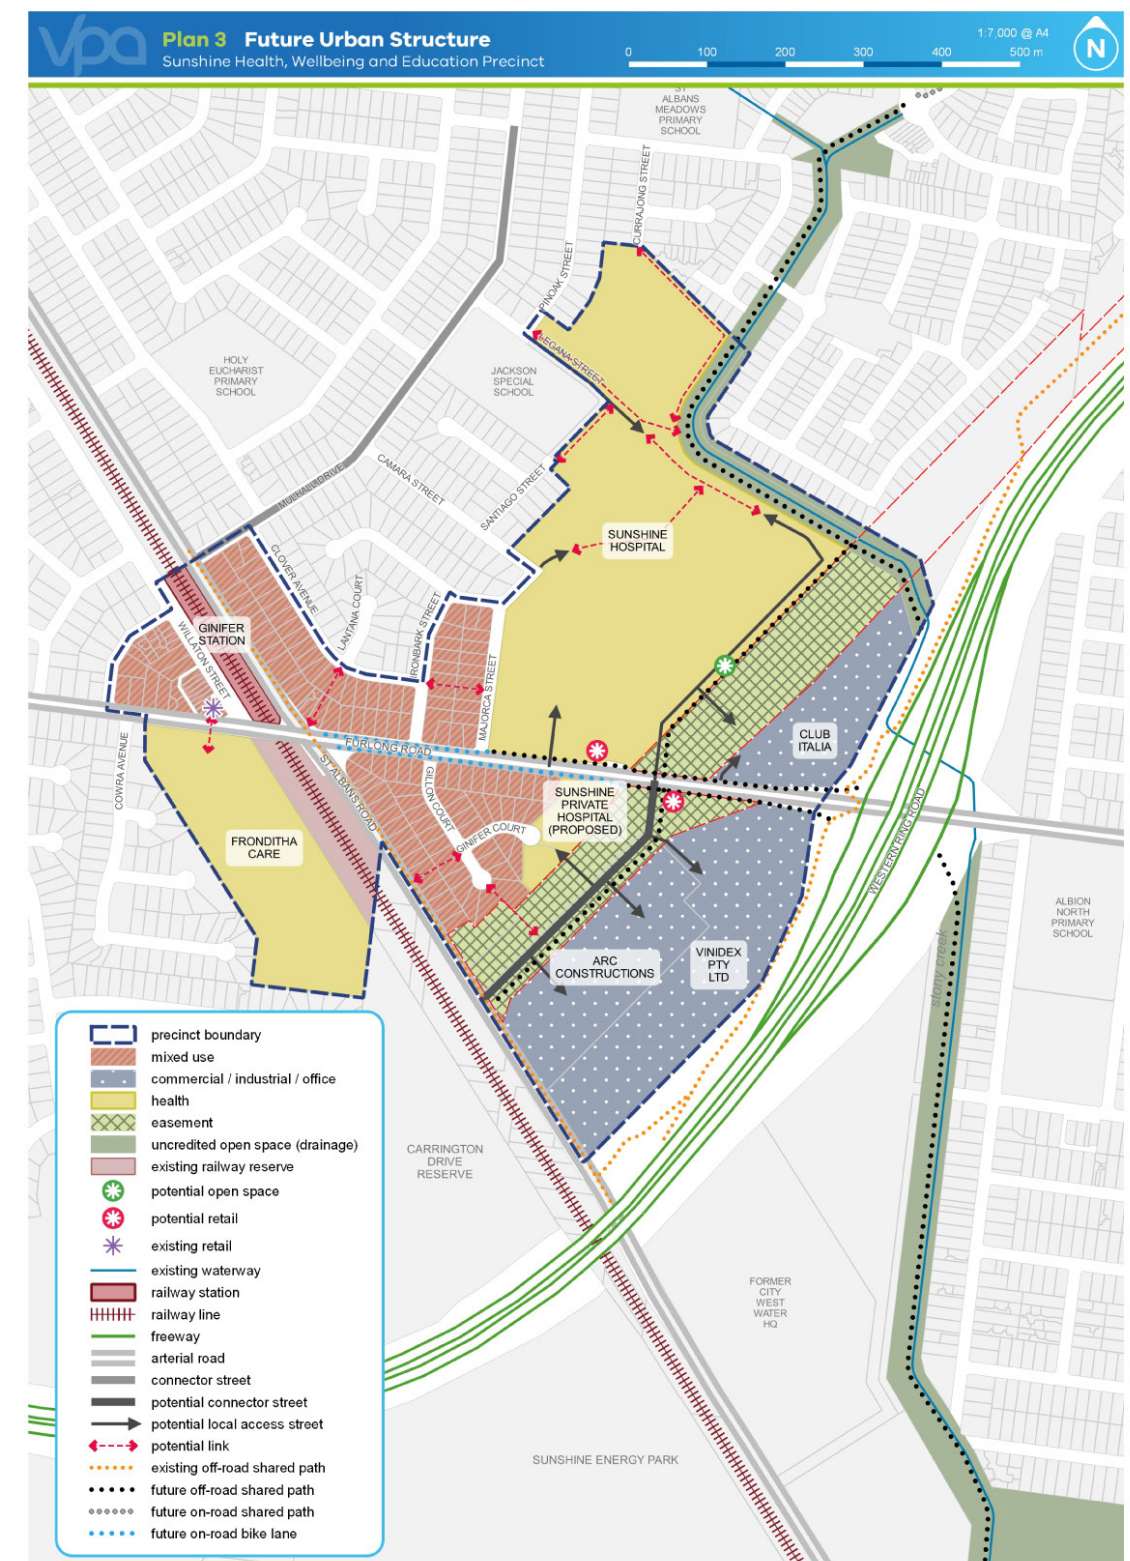 vpa
Plan 3 Future Urban Structure
Sunshine Health, Wellbeing and Education Precinct
1:7,000 @ A4
0 100 200 300 400 500 m
N
ST
ALBANS
MEADOWS
PRIMARY
SCHOOL
CURRAJONG STREET
PINOAK STREET
LEGANA STREET
HOLY
EUCHARIST
PRIMARY
SCHOOL
JACKSON
SPECIAL
SCHOOL
MULHALL DRIVE
CAMARA STREET
SANTIAGO STREET
SUNSHINE
HOSPITAL
CLOVER AVENUE
LANTANA COURT
IRONBARK STREET
GINIFER
STATION
WILLATON STREET
MAJORCA STREET
CLUB
ITALIA
FURLONG ROAD
COWRA AVENUE
ST ALBANS ROAD
GILLON COURT
GINIFER COURT
SUNSHINE
PRIVATE
HOSPITAL
(PROPOSED)
FRONDITHA
CARE
WESTERN RING ROAD
ALBION
NORTH
PRIMARY
SCHOOL
ARC
CONSTRUCTIONS
VINIDEX
PTY
LTD
stony creek
CARRINGTON
DRIVE
RESERVE
FORMER
CITY
WEST
WATER
HQ
SUNSHINE ENERGY PARK
precinct boundary
mixed use
commercial / industrial / office
health
easement
uncredited open space (drainage)
existing railway reserve
potential open space
potential retail
existing retail
existing waterway
railway station
railway line
freeway
arterial road
connector street
potential connector street
potential local access street
potential link
existing off-road shared path
future off-road shared path
future on-road shared path
future on-road bike lane